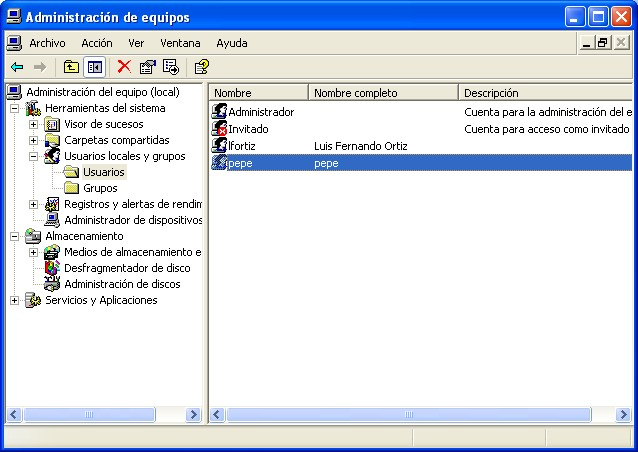 Administración de equipos
Archivo Acción Ver Ventana Ayuda
Administración del equipo (local)
Herramientas del sistema
Visor de sucesos
Carpetas compartidas
Usuarios locales y grupos
Usuarios
Grupos
Registros y alertas de rendim
Administrador de dispositivos
Almacenamiento
Medios de almacenamiento e
Desfragmentador de disco
Administración de discos
Servicios y Aplicaciones
Nombre Nombre completo Descripción
Administrador Cuenta para la administración del e
Invitado Cuenta para acceso como invitado
lfortiz Luis Fernando Ortiz
pepe pepe